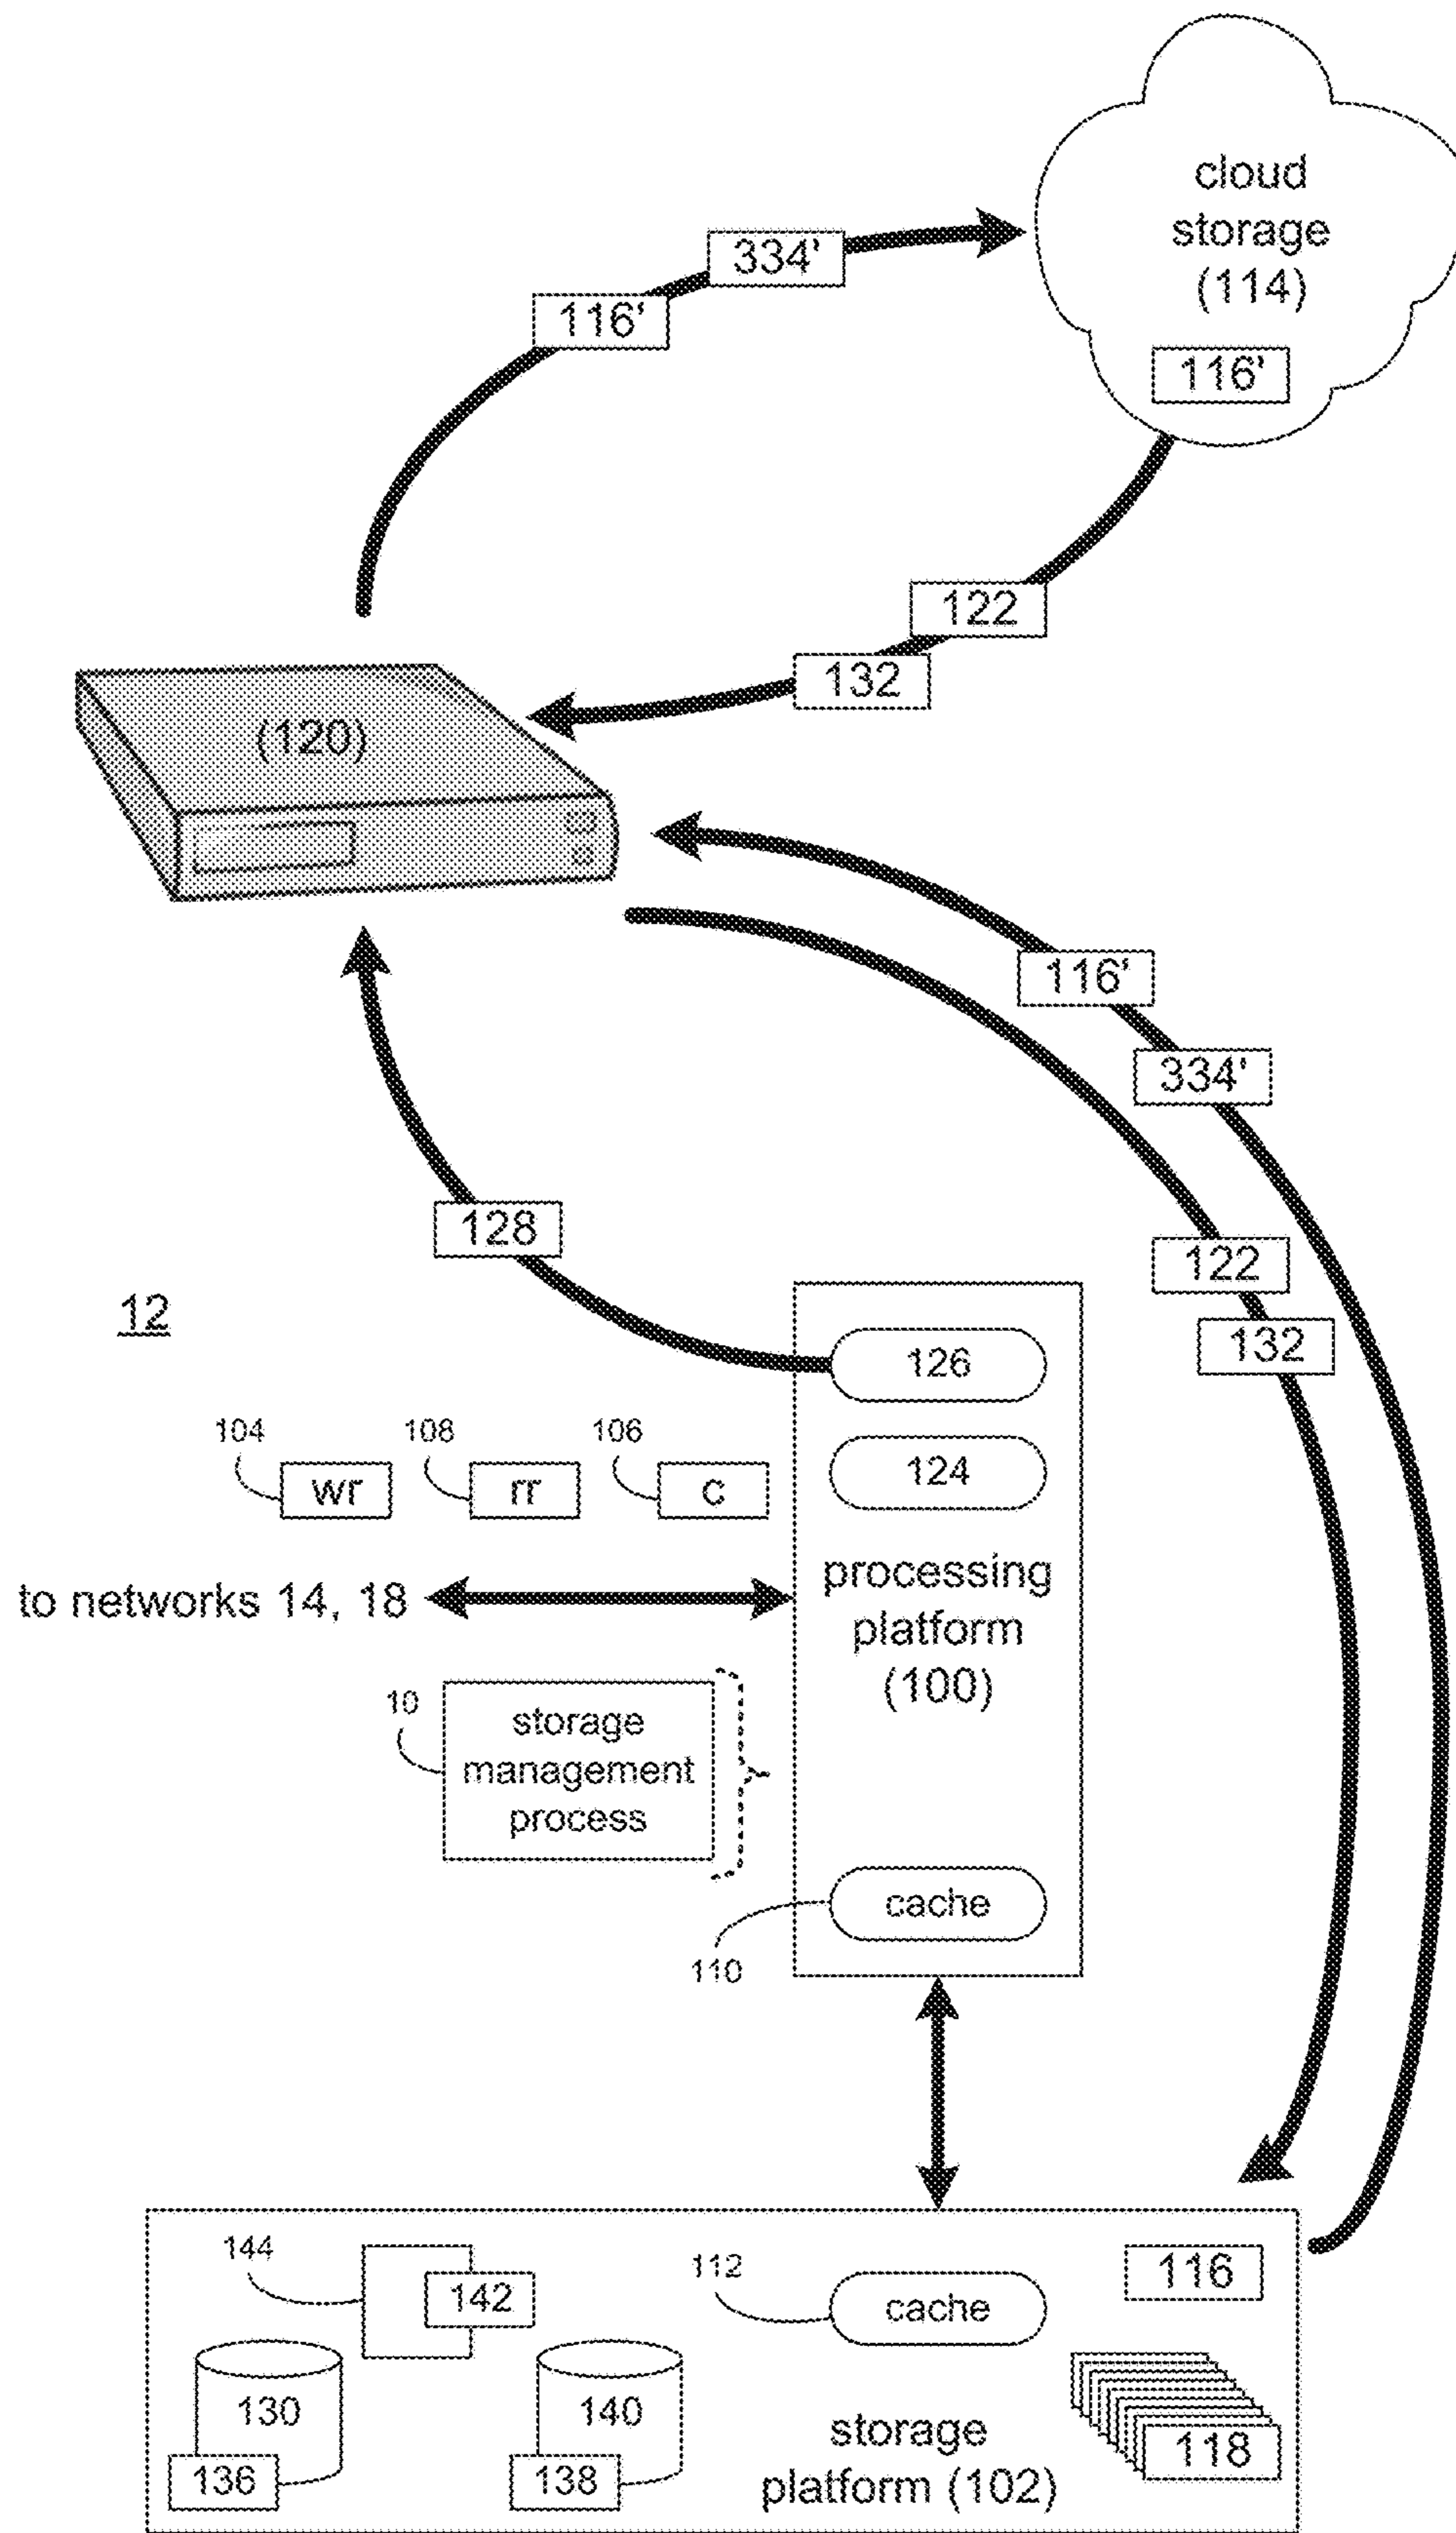 cloud
storage
(114)
116'
334'
116'
122
132
(120)
116'
334'
128
122
132
12
126
104
108
106
wr
rr
c
124
processing
platform
(100)
to networks 14, 18
10
storage
management
process
cache
110
144
142
112
cache
116
130
136
140
138
storage
platform (102)
118